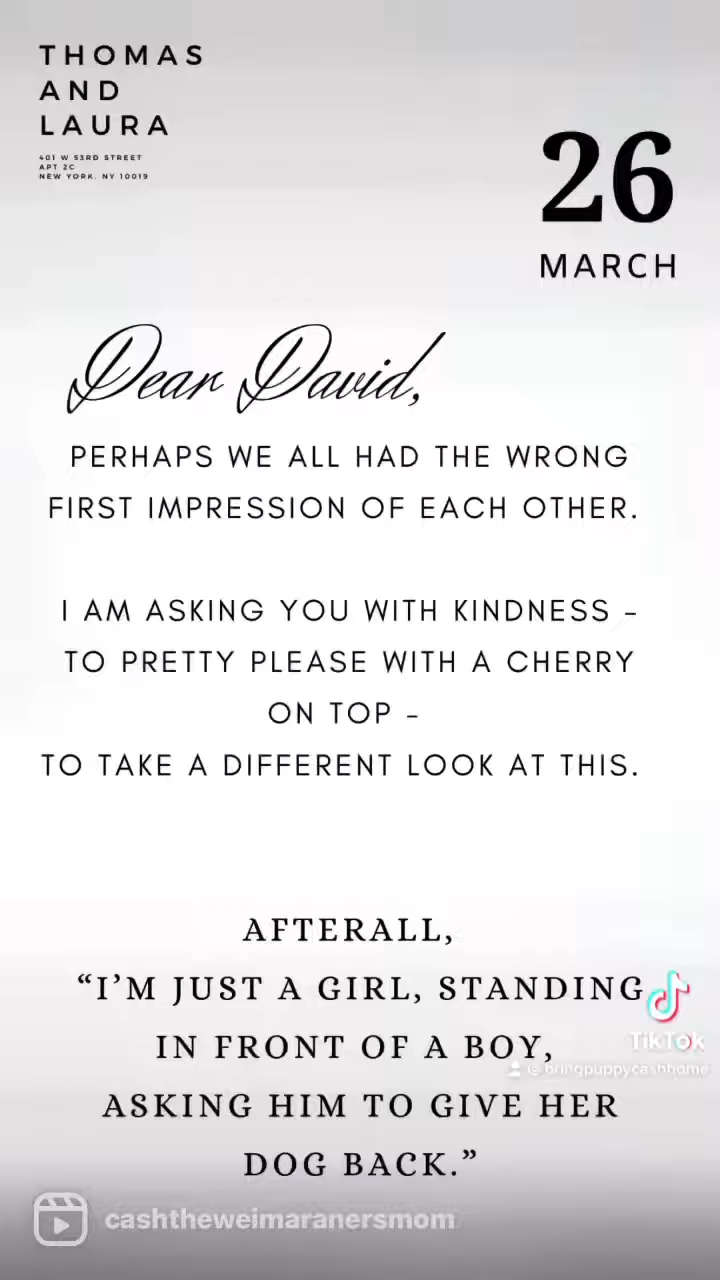 THOMAS
AND
LAURA
401 W 53RD STREET
APT 2C
NEW YORK, NY 10019
26
MARCH
Dear David,
PERHAPS WE ALL HAD THE WRONG
FIRST IMPRESSION OF EACH OTHER.
I AM ASKING YOU WITH KINDNESS –
TO PRETTY PLEASE WITH A CHERRY
ON TOP –
TO TAKE A DIFFERENT LOOK AT THIS.
AFTERALL,
“I’M JUST A GIRL, STANDING
IN FRONT OF A BOY,
ASKING HIM TO GIVE HER
DOG BACK.”
TikTok
@bringpuppycashhome
cashtheweimaranersmom